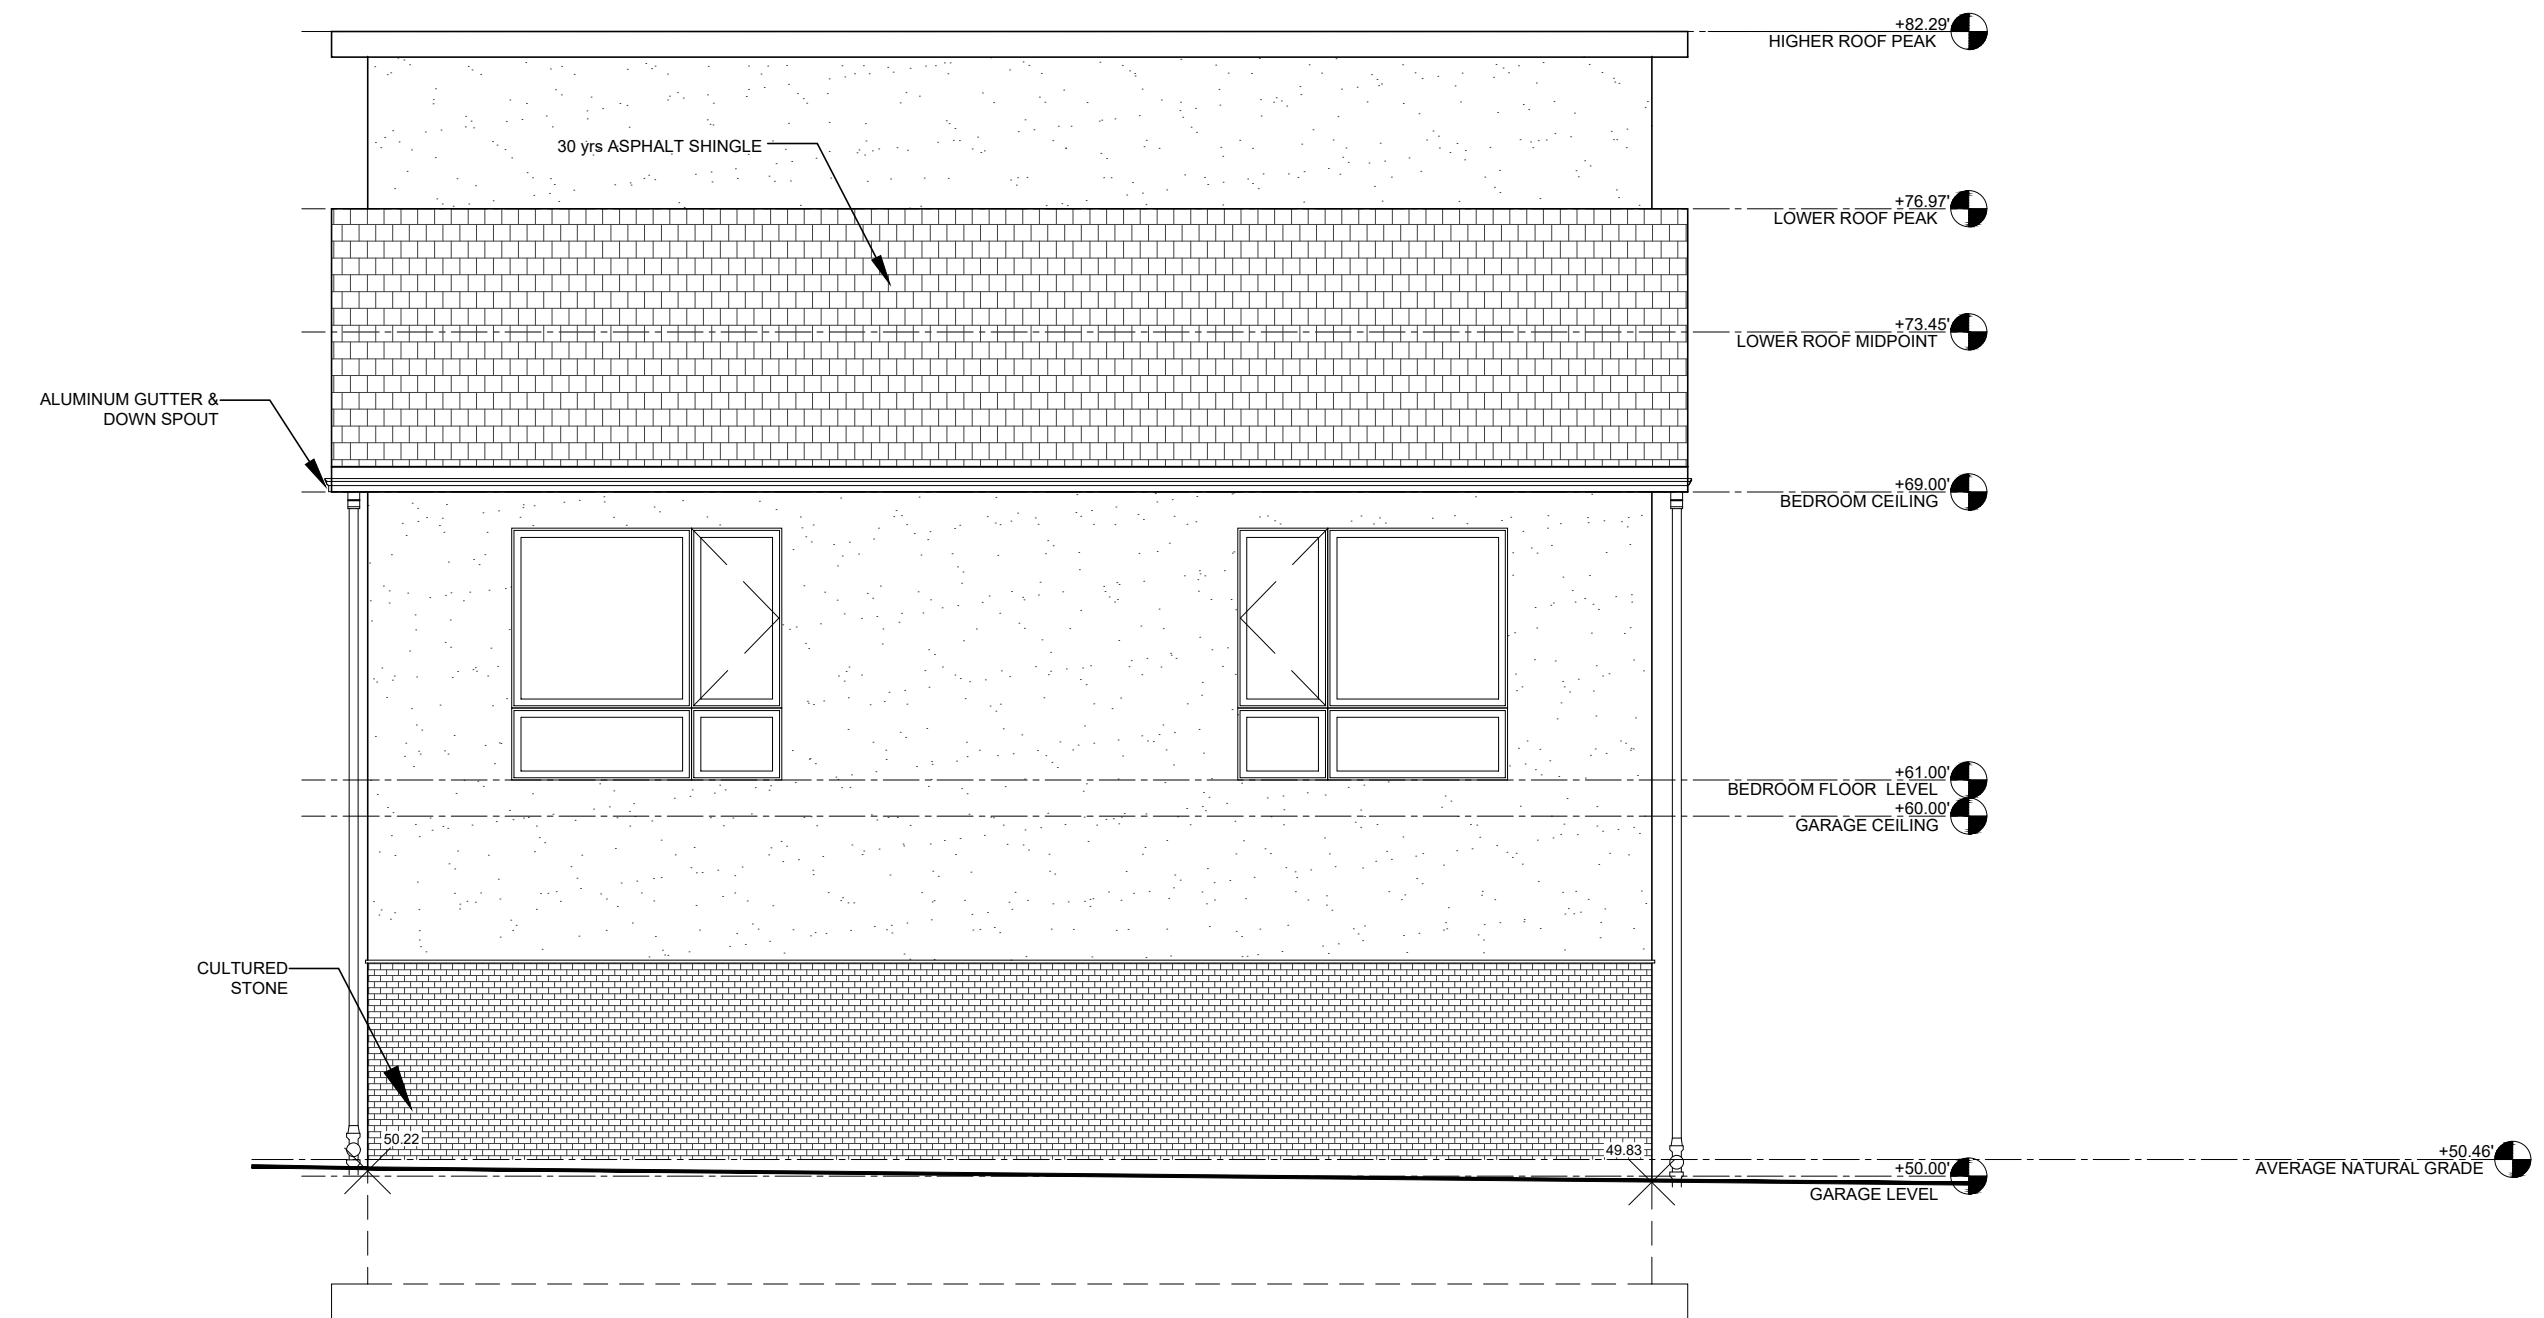 +82.29'
HIGHER ROOF PEAK
30 yrs ASPHALT SHINGLE
+76.97'
LOWER ROOF PEAK
+73.45'
LOWER ROOF MIDPOINT
ALUMINUM GUTTER &
DOWN SPOUT
+69.00'
BEDROOM CEILING
+61.00'
BEDROOM FLOOR LEVEL
+60.00'
GARAGE CEILING
CULTURED
STONE
50.22
49.83
+50.46'
AVERAGE NATURAL GRADE
+50.00'
GARAGE LEVEL